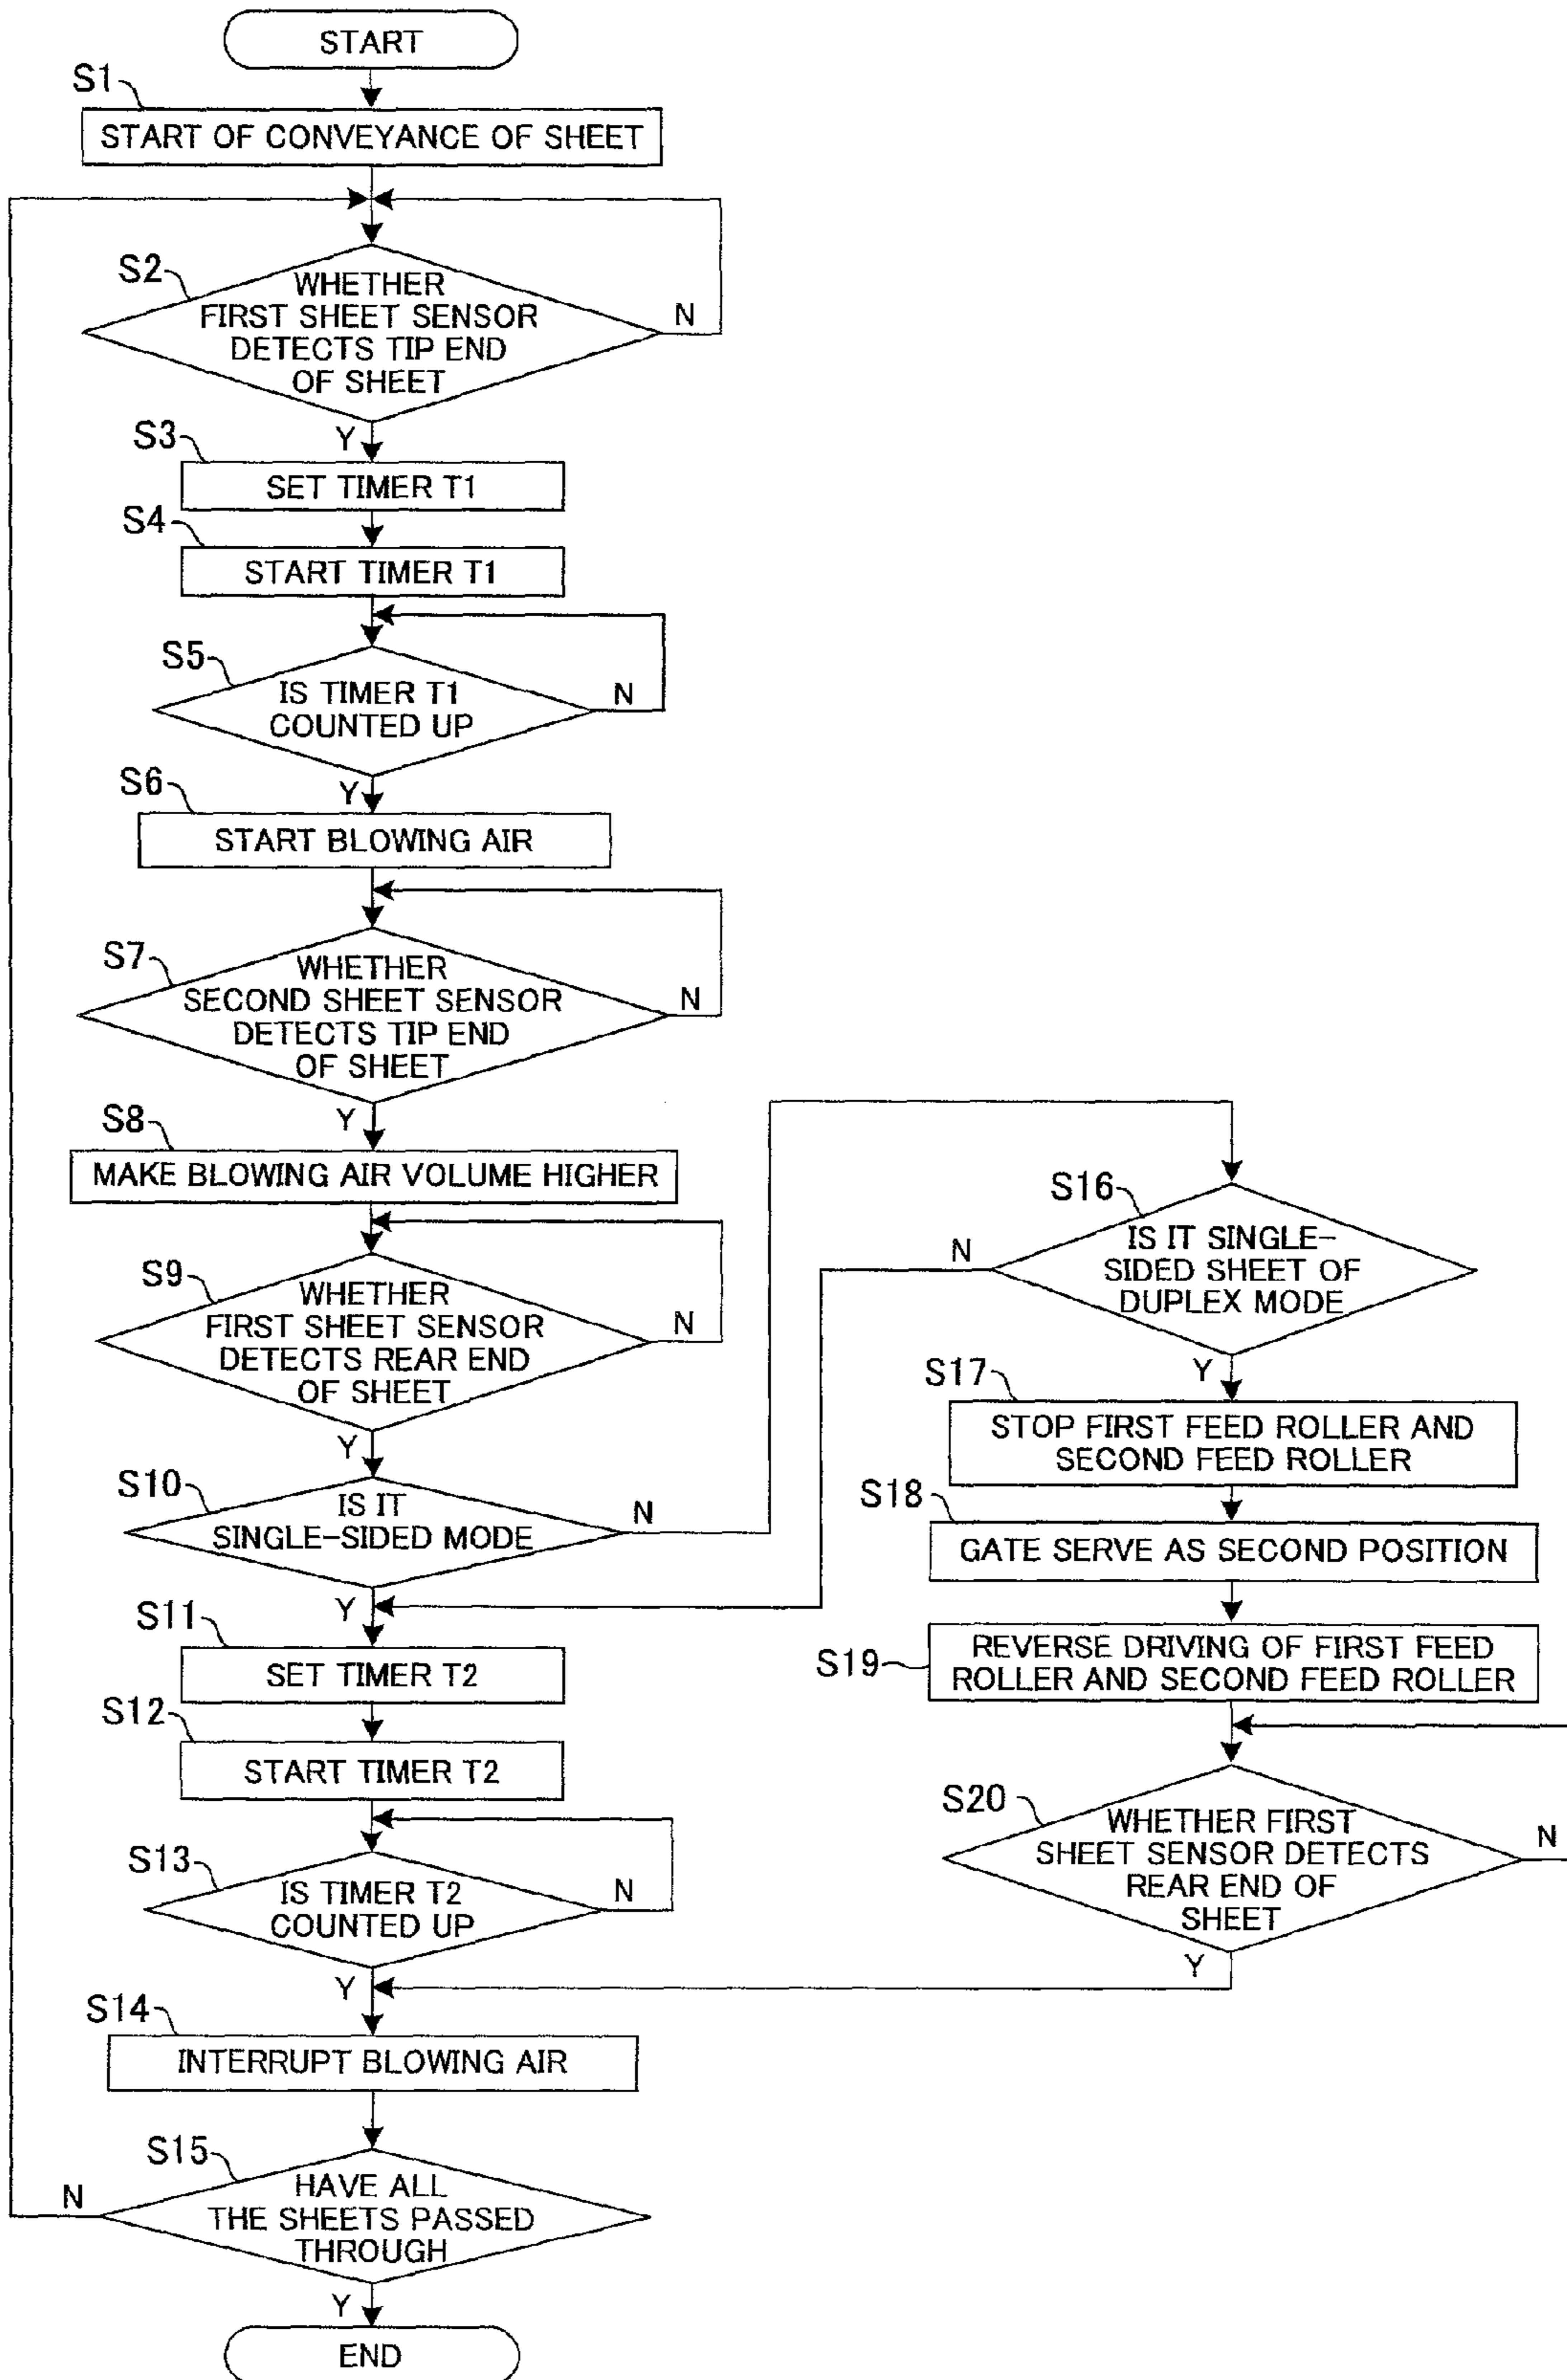 START
S1
START OF CONVEYANCE OF SHEET
S2
WHETHER
FIRST SHEET SENSOR
DETECTS TIP END
OF SHEET
N
Y
S3
SET TIMER T1
S4
START TIMER T1
S5
IS TIMER T1
COUNTED UP
N
Y
S6
START BLOWING AIR
S7
WHETHER
SECOND SHEET SENSOR
DETECTS TIP END
OF SHEET
N
Y
S8
MAKE BLOWING AIR VOLUME HIGHER
S9
WHETHER
FIRST SHEET SENSOR
DETECTS REAR END
OF SHEET
N
Y
S10
IS IT
SINGLE-SIDED MODE
N
Y
S11
SET TIMER T2
S12
START TIMER T2
S13
IS TIMER T2
COUNTED UP
N
Y
S14
INTERRUPT BLOWING AIR
S15
HAVE ALL
THE SHEETS PASSED
THROUGH
N
Y
END
S16
IS IT SINGLE-
SIDED SHEET OF
DUPLEX MODE
N
Y
S17
STOP FIRST FEED ROLLER AND
SECOND FEED ROLLER
S18
GATE SERVE AS SECOND POSITION
S19
REVERSE DRIVING OF FIRST FEED
ROLLER AND SECOND FEED ROLLER
S20
WHETHER FIRST
SHEET SENSOR DETECTS
REAR END OF
SHEET
N
Y